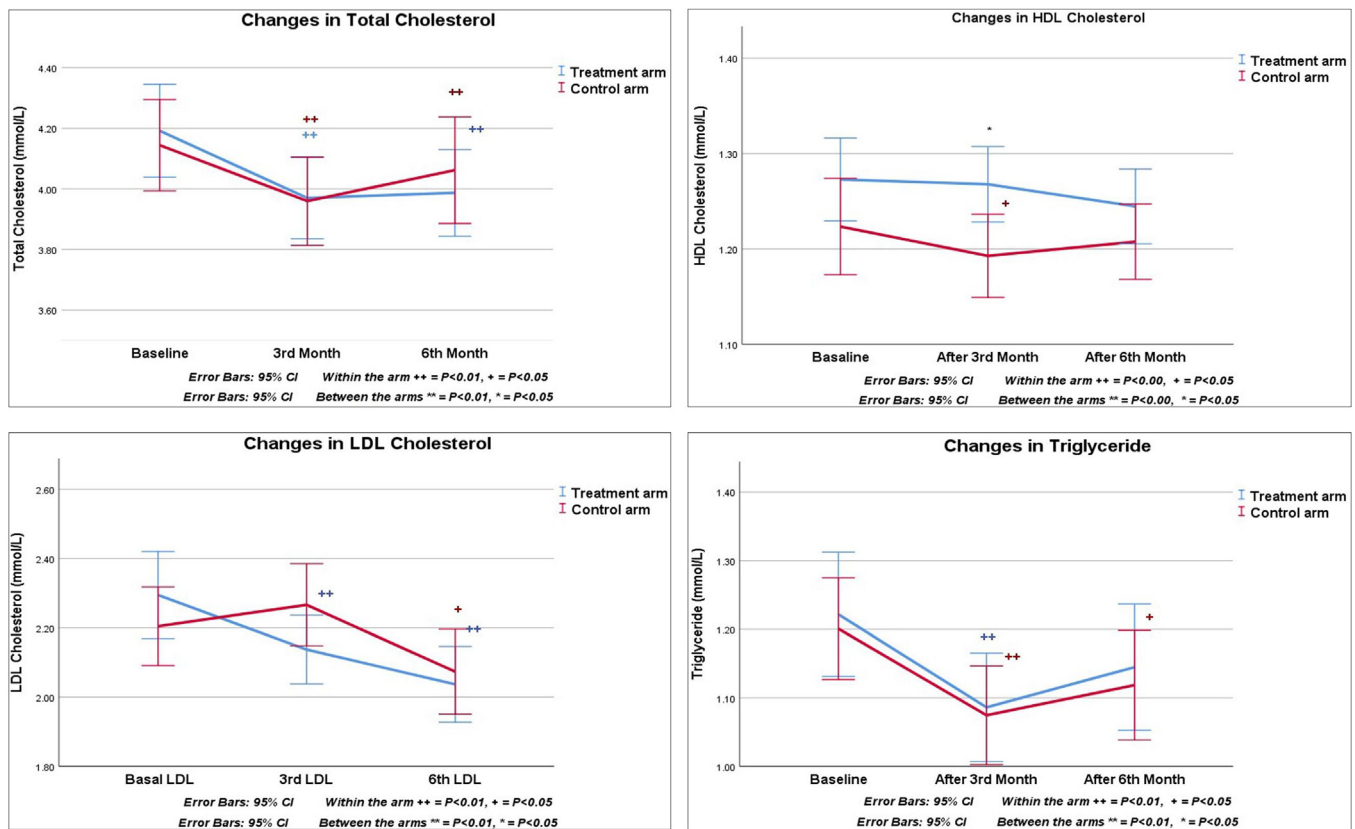 Changes in Total Cholesterol
Total Cholesterol (mmol/L)
4.40
4.20
4.00
3.80
3.60
++
++
++
++
Treatment arm
Control arm
Baseline 3rd Month 6th Month
Error Bars: 95% CI Within the arm ++ = P<0.01, + = P<0.05
Error Bars: 95% CI Between the arms ** = P<0.01, * = P<0.05
Changes in HDL Cholesterol
HDL Cholesterol (mmol/L)
1.40
1.30
1.20
1.10
*
+
Treatment arm
Control arm
Baseline After 3rd Month After 6th Month
Error Bars: 95% CI Within the arm ++ = P<0.00, + = P<0.05
Error Bars: 95% CI Between the arms ** = P<0.00, * = P<0.05
Changes in LDL Cholesterol
LDL Cholesterol (mmol/L)
2.60
2.40
2.20
2.00
1.80
++
+
++
Treatment arm
Control arm
Basal LDL 3rd LDL 6th LDL
Error Bars: 95% CI Within the arm ++ = P<0.01, + = P<0.05
Error Bars: 95% CI Between the arms ** = P<0.01, * = P<0.05
Changes in Triglyceride
Triglyceride (mmol/L)
1.40
1.30
1.20
1.10
1.00
++
++
+
Treatment arm
Control arm
Baseline After 3rd Month After 6th Month
Error Bars: 95% CI Within the arm ++ = P<0.01, + = P<0.05
Error Bars: 95% CI Between the arms ** = P<0.01, * = P<0.05